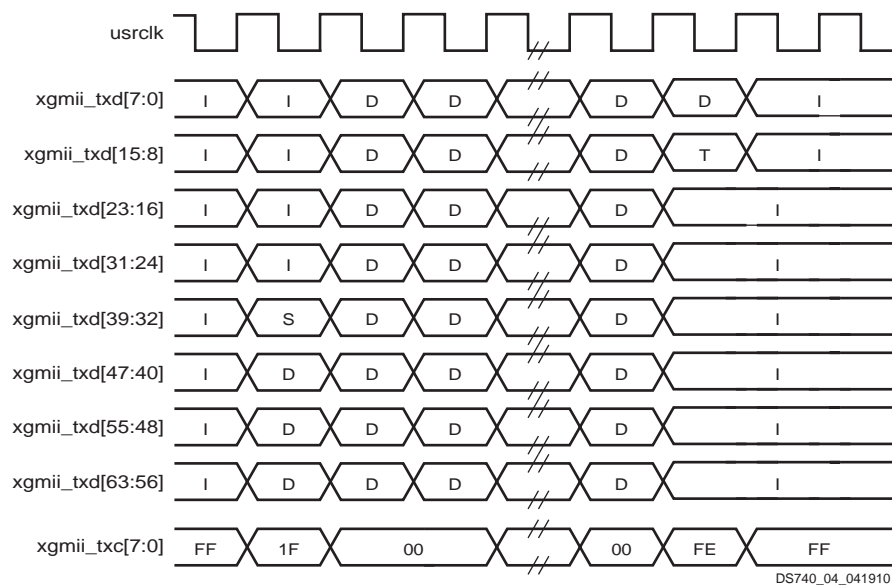 usrclk
xgmii_txd[7:0] I I D D D D I
xgmii_txd[15:8] I I D D D T I
xgmii_txd[23:16] I I D D D I
xgmii_txd[31:24] I I D D D I
xgmii_txd[39:32] I S D D D I
xgmii_txd[47:40] I D D D D I
xgmii_txd[55:48] I D D D D I
xgmii_txd[63:56] I D D D D I
xgmii_txc[7:0] FF 1F 00 00 FE FF
DS740_04_041910